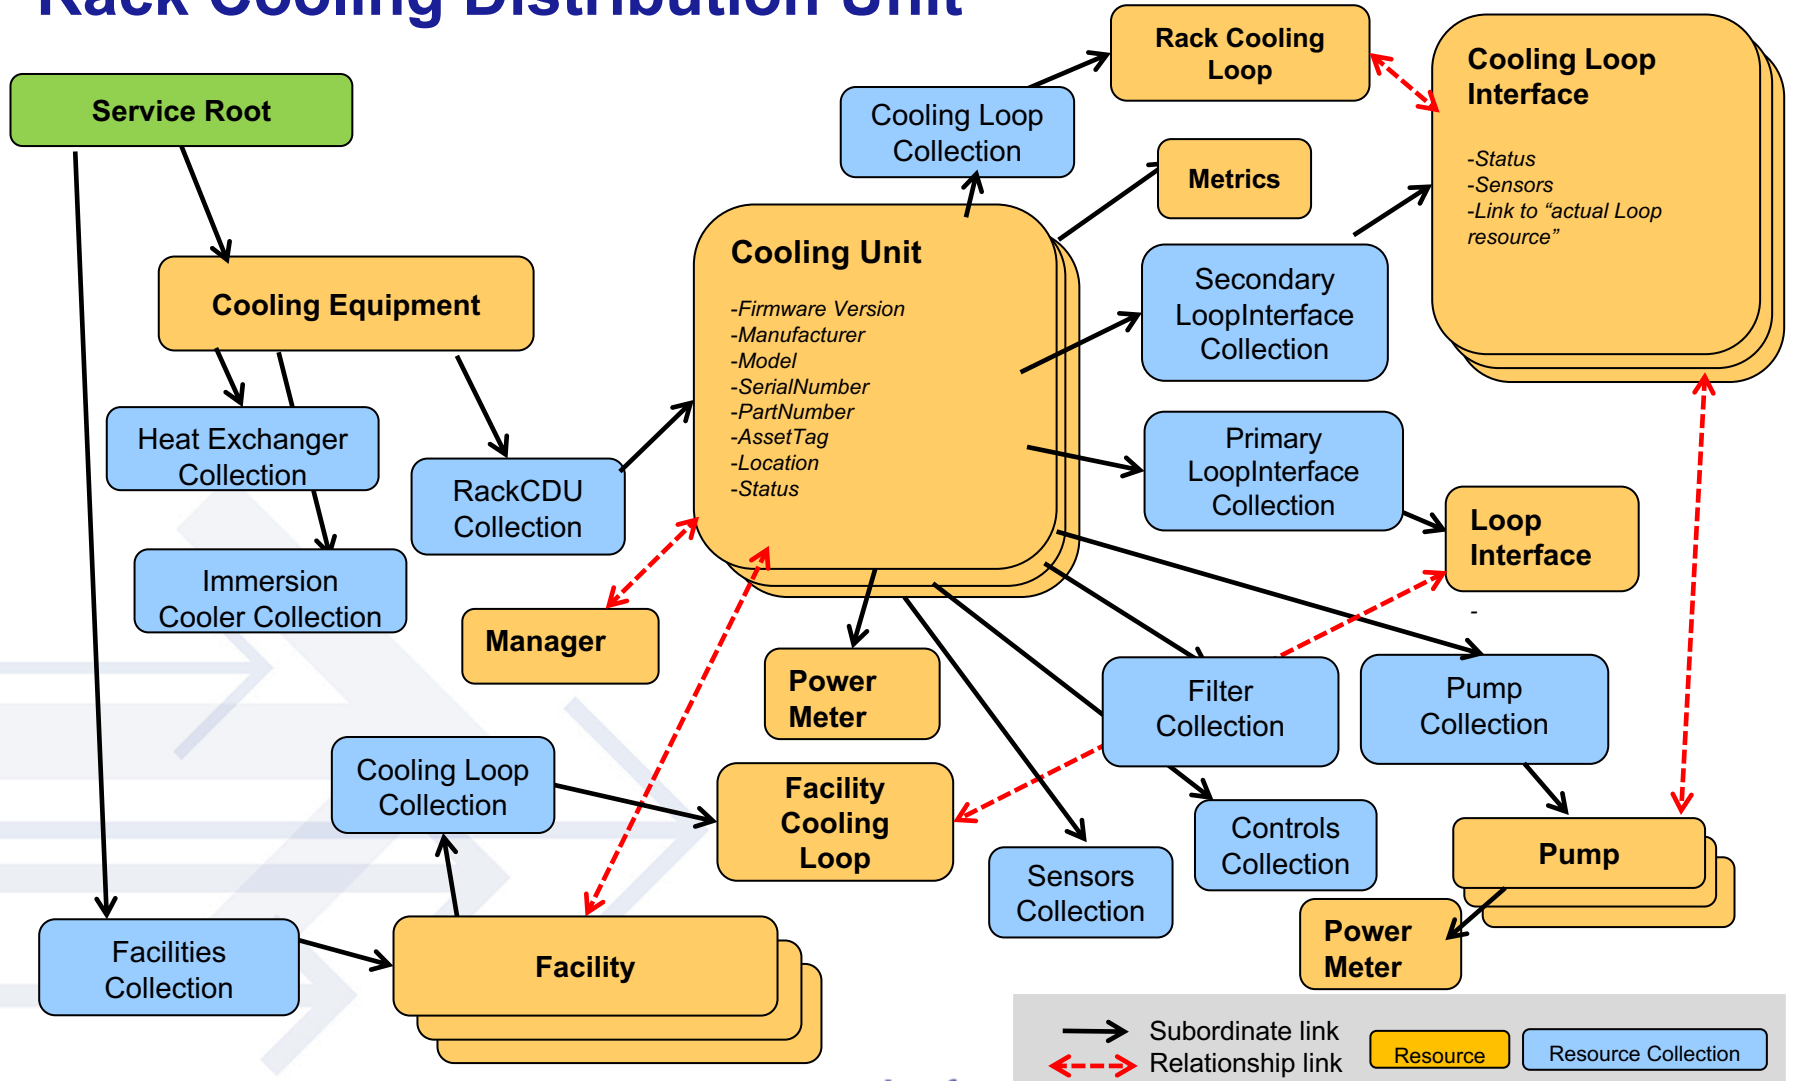 Rack Cooling Distribution Unit
Service Root
Cooling Equipment
Heat Exchanger
Collection
Immersion
Cooler Collection
RackCDU
Collection
Cooling Unit
-Firmware Version
-Manufacturer
-Model
-SerialNumber
-PartNumber
-AssetTag
-Location
-Status
Cooling Loop
Collection
Rack Cooling
Loop
Metrics
Cooling Loop
Interface
-Status
-Sensors
-Link to “actual Loop
resource”
Secondary
LoopInterface
Collection
Primary
LoopInterface
Collection
Loop
Interface
-
Manager
Power
Meter
Filter
Collection
Pump
Collection
Cooling Loop
Collection
Facility
Cooling
Loop
Sensors
Collection
Controls
Collection
Pump
Power
Meter
Facilities
Collection
Facility
Subordinate link
Relationship link
Resource
Resource Collection